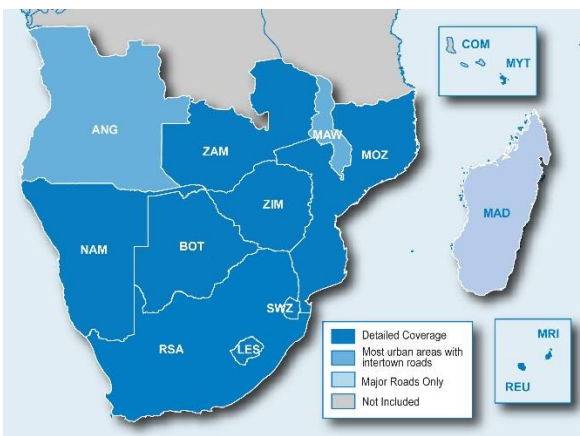 COM
MYT
ANG
MAW
ZAM
MOZ
ZIM
MAD
NAM
BOT
SWZ
RSA
LES
Detailed Coverage
Most urban areas with
intertown roads
Major Roads Only
Not Included
MRI
REU